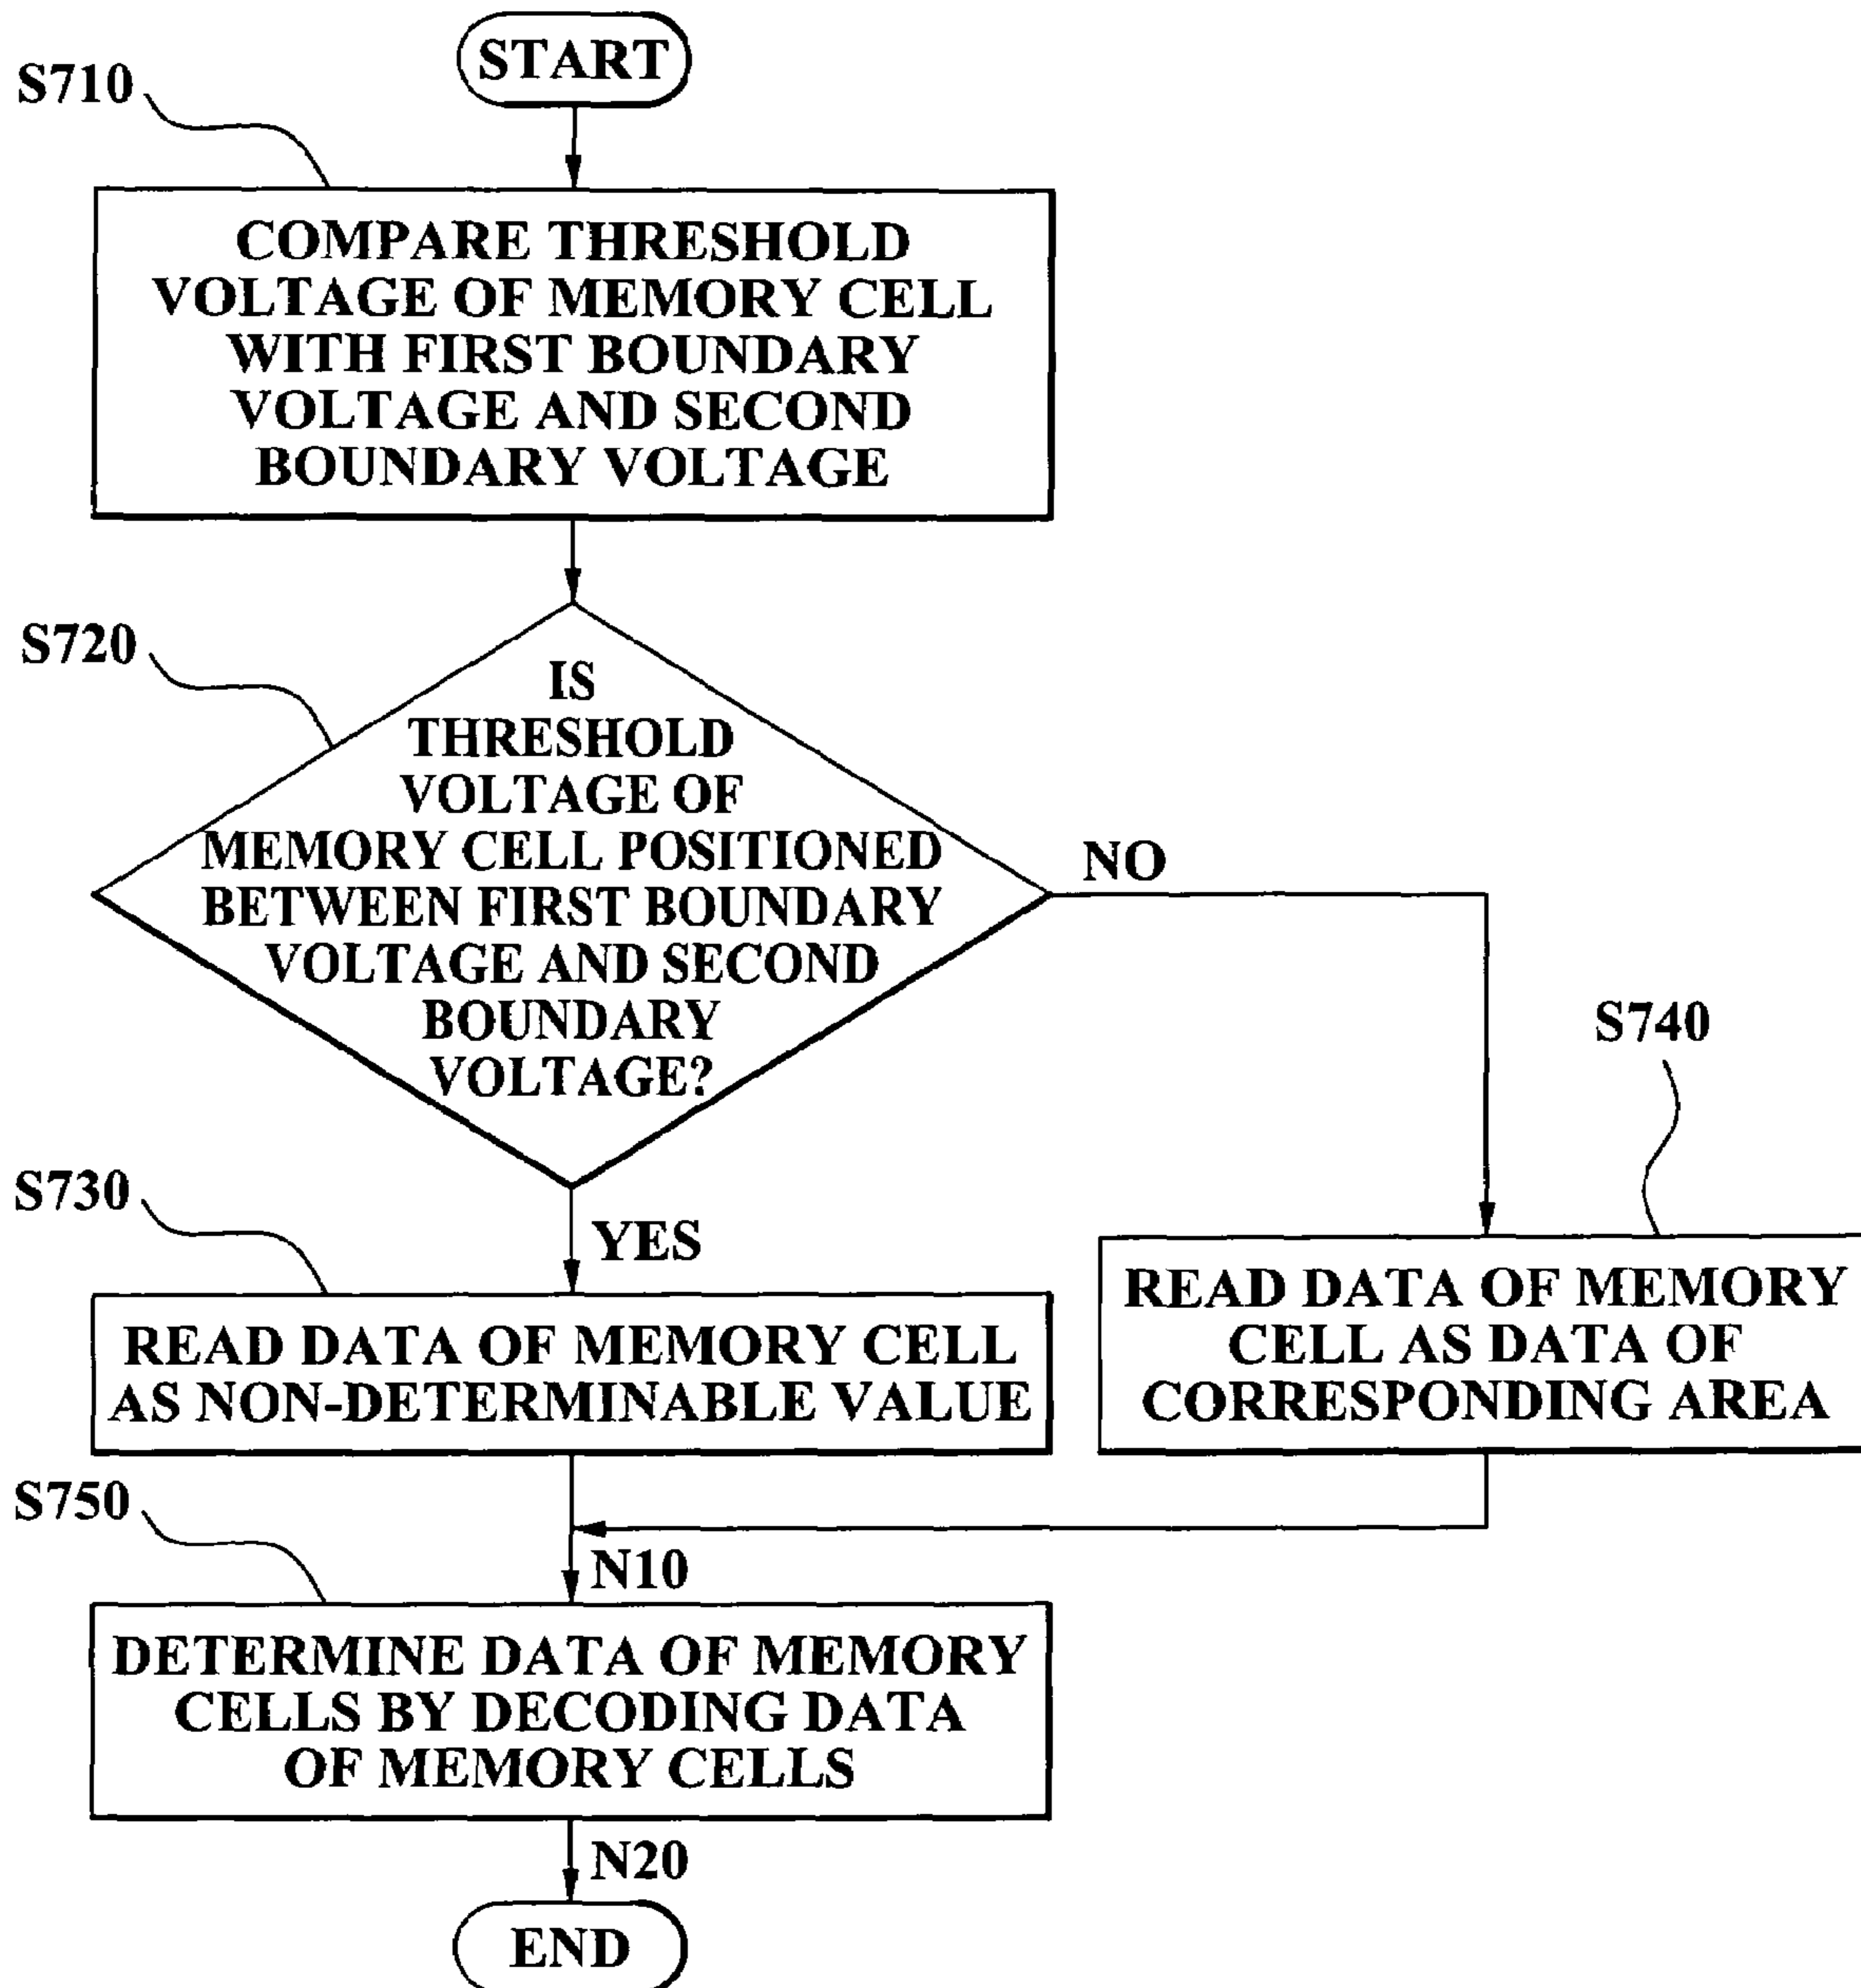 START
S710
COMPARE THRESHOLD
VOLTAGE OF MEMORY CELL
WITH FIRST BOUNDARY
VOLTAGE AND SECOND
BOUNDARY VOLTAGE
S720
IS
THRESHOLD
VOLTAGE OF
MEMORY CELL POSITIONED
BETWEEN FIRST BOUNDARY
VOLTAGE AND SECOND
BOUNDARY
VOLTAGE?
NO
S740
S730
YES
READ DATA OF MEMORY CELL
AS NON-DETERMINABLE VALUE
READ DATA OF MEMORY
CELL AS DATA OF
CORRESPONDING AREA
S750
N10
DETERMINE DATA OF MEMORY
CELLS BY DECODING DATA
OF MEMORY CELLS
N20
END